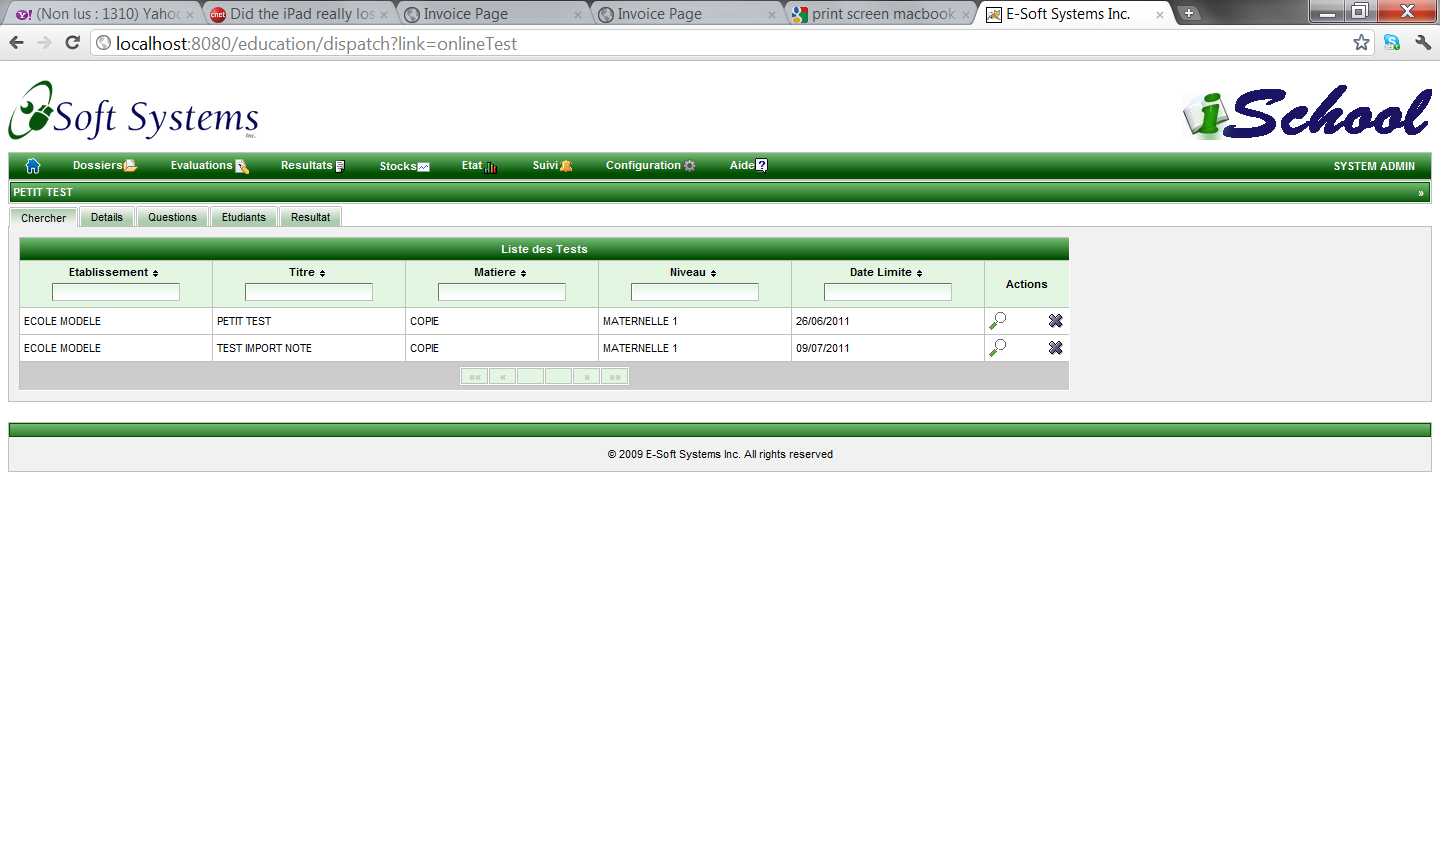 (Non lus : 1310) Yahoo
Did the iPad really los
Invoice Page
Invoice Page
print screen macbook
E-Soft Systems Inc.
localhost:8080/education/dispatch?link=onlineTest
Soft Systems
Inc.
iSchool
Dossiers Evaluations Resultats Stocks Etat Suivi Configuration Aide SYSTEM ADMIN
PETIT TEST »
Chercher Details Questions Etudiants Resultat
Liste des Tests
Etablissement Titre Matiere Niveau Date Limite Actions
ECOLE MODELE PETIT TEST COPIE MATERNELLE 1 26/06/2011
ECOLE MODELE TEST IMPORT NOTE COPIE MATERNELLE 1 09/07/2011
«« « » »»
© 2009 E-Soft Systems Inc. All rights reserved